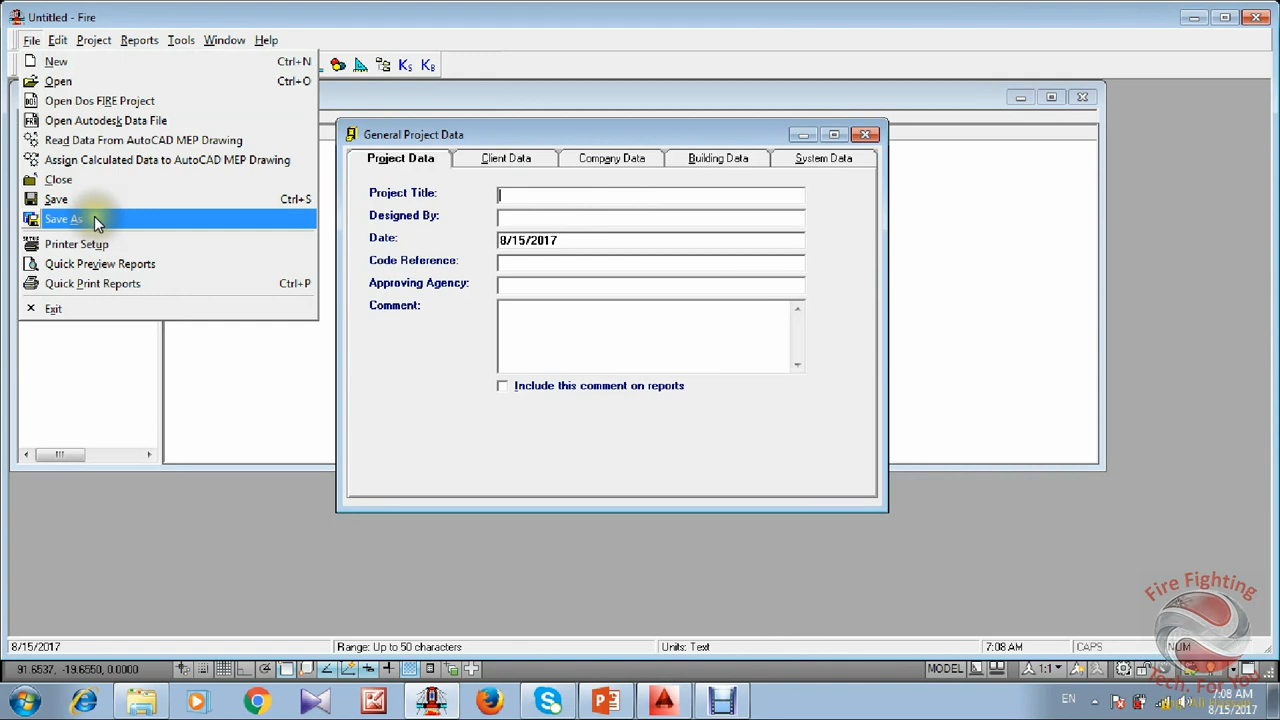 Untitled - Fire
File Edit Project Reports Tools Window Help
New Ctrl+N
Open Ctrl+O
Open Dos FIRE Project
Open Autodesk Data File
Read Data From AutoCAD MEP Drawing
Assign Calculated Data to AutoCAD MEP Drawing
Close
Save Ctrl+S
Save As
Printer Setup
Quick Preview Reports
Quick Print Reports Ctrl+P
Exit
General Project Data
Project Data Client Data Company Data Building Data System Data
Project Title:
Designed By:
Date: 8/15/2017
Code Reference:
Approving Agency:
Comment:
Include this comment on reports
8/15/2017 Range: Up to 50 characters Units: Text 7:08 AM CAPS NUM
91.6537, -19.6550, 0.0000 MODEL 1:1
EN 7:08 AM
8/15/2017
Fire Fighting
Tech. For You